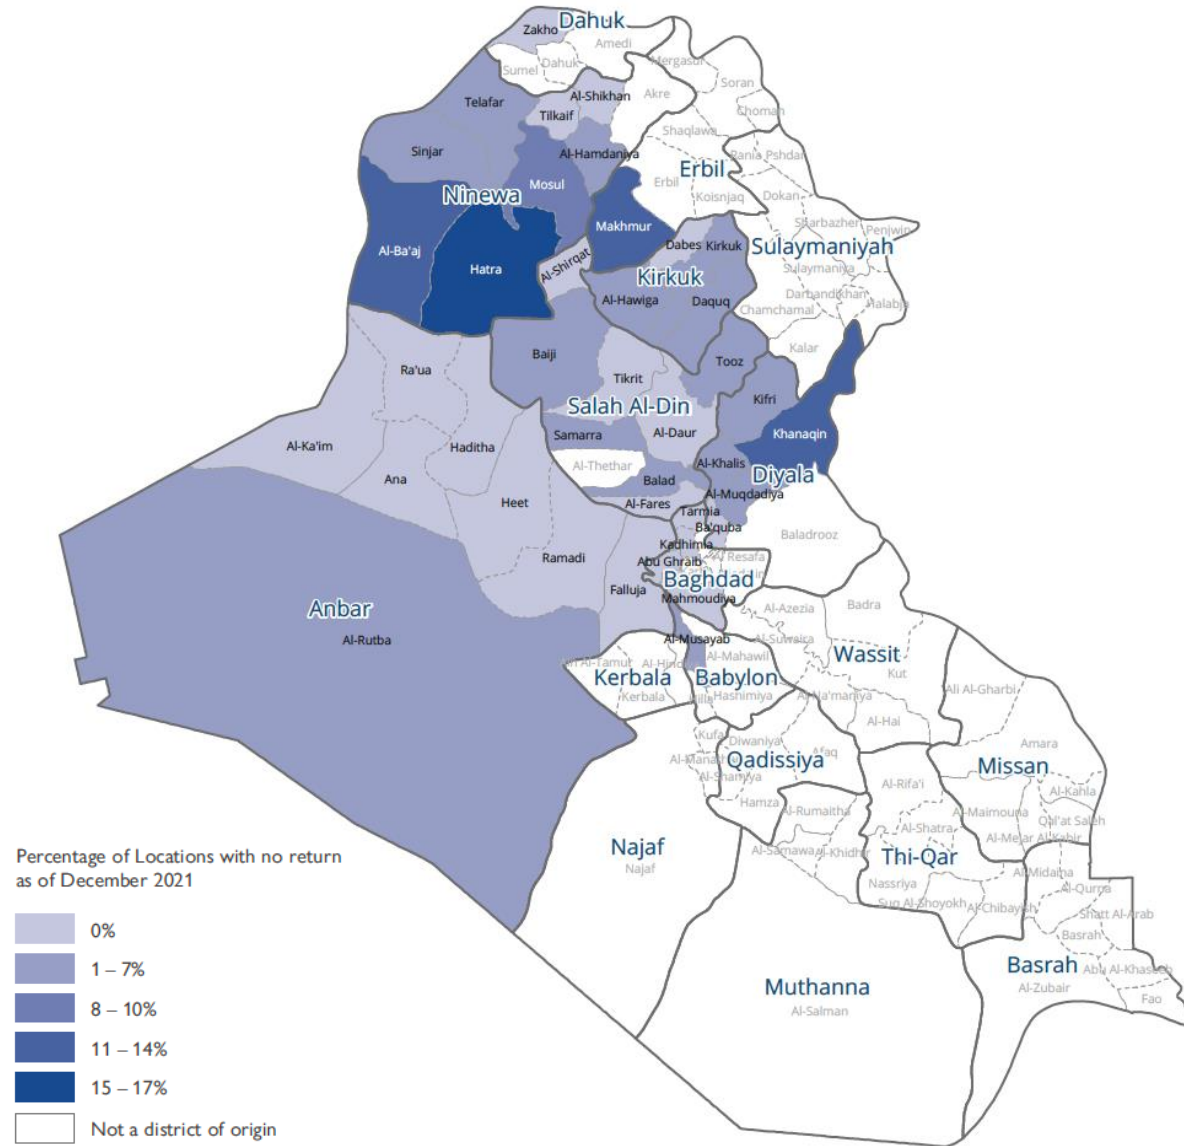 Dahuk
Zakho
Amedi
Sumel
Dahuk
Mergasur
Soran
Choman
Akre
Telafar
Al-Shikhan
Tilkaif
Shaqlawa
Sinjar
Al-Hamdaniya
Rania
Pshdar
Erbil
Mosul
Erbil
Koisnjaq
Dokan
Ninewa
Makhmur
Sharbazher
Penjwin
Al-Ba'aj
Hatra
Al-Shirqat
Dabes
Kirkuk
Sulaymaniyah
Kirkuk
Sulaymaniya
Al-Hawiga
Daquq
Darbandikhan
Halabja
Chamchamal
Baiji
Kalar
Tooz
Ra'ua
Tikrit
Kifri
Salah Al-Din
Al-Ka'im
Haditha
Samarra
Al-Daur
Khanaqin
Al-Thethar
Al-Khalis
Ana
Balad
Diyala
Heet
Al-Fares
Al-Muqdadiya
Tarmia
Ba'quba
Baladrooz
Kadhimia
Ramadi
Abu Ghraib
Al Resafa
Baghdad
Falluja
Mahmoudiya
Anbar
Al-Rutba
Al-Azezia
Badra
Al-Musayab
Al-Suwaira
Al-Mahawil
Wassit
Kerbala
Babylon
Kut
Kerbala
Hashimiya
Al-Na'maniya
Ali Al-Gharbi
Al-Hai
Kufa
Diwaniya
Afaq
Amara
Qadissiya
Missan
Al-Shamiya
Al-Rifa'i
Al-Kahla
Hamza
Al-Rumaitha
Al-Maimouna
Qal'at Saleh
Al-Shatra
Al-Mejar Al-Kabir
Najaf
Najaf
Al-Samawa
Al-Khidhir
Thi-Qar
Al-Midaina
Nassriya
Al-Qurna
Suq Al-Shoyokh
Al-Chibayish
Shatt Al-Arab
Basrah
Basrah
Abu Al-Khaseeb
Muthanna
Al-Zubair
Fao
Al-Salman
Percentage of Locations with no return
as of December 2021
0%
1 – 7%
8 – 10%
11 – 14%
15 – 17%
Not a district of origin